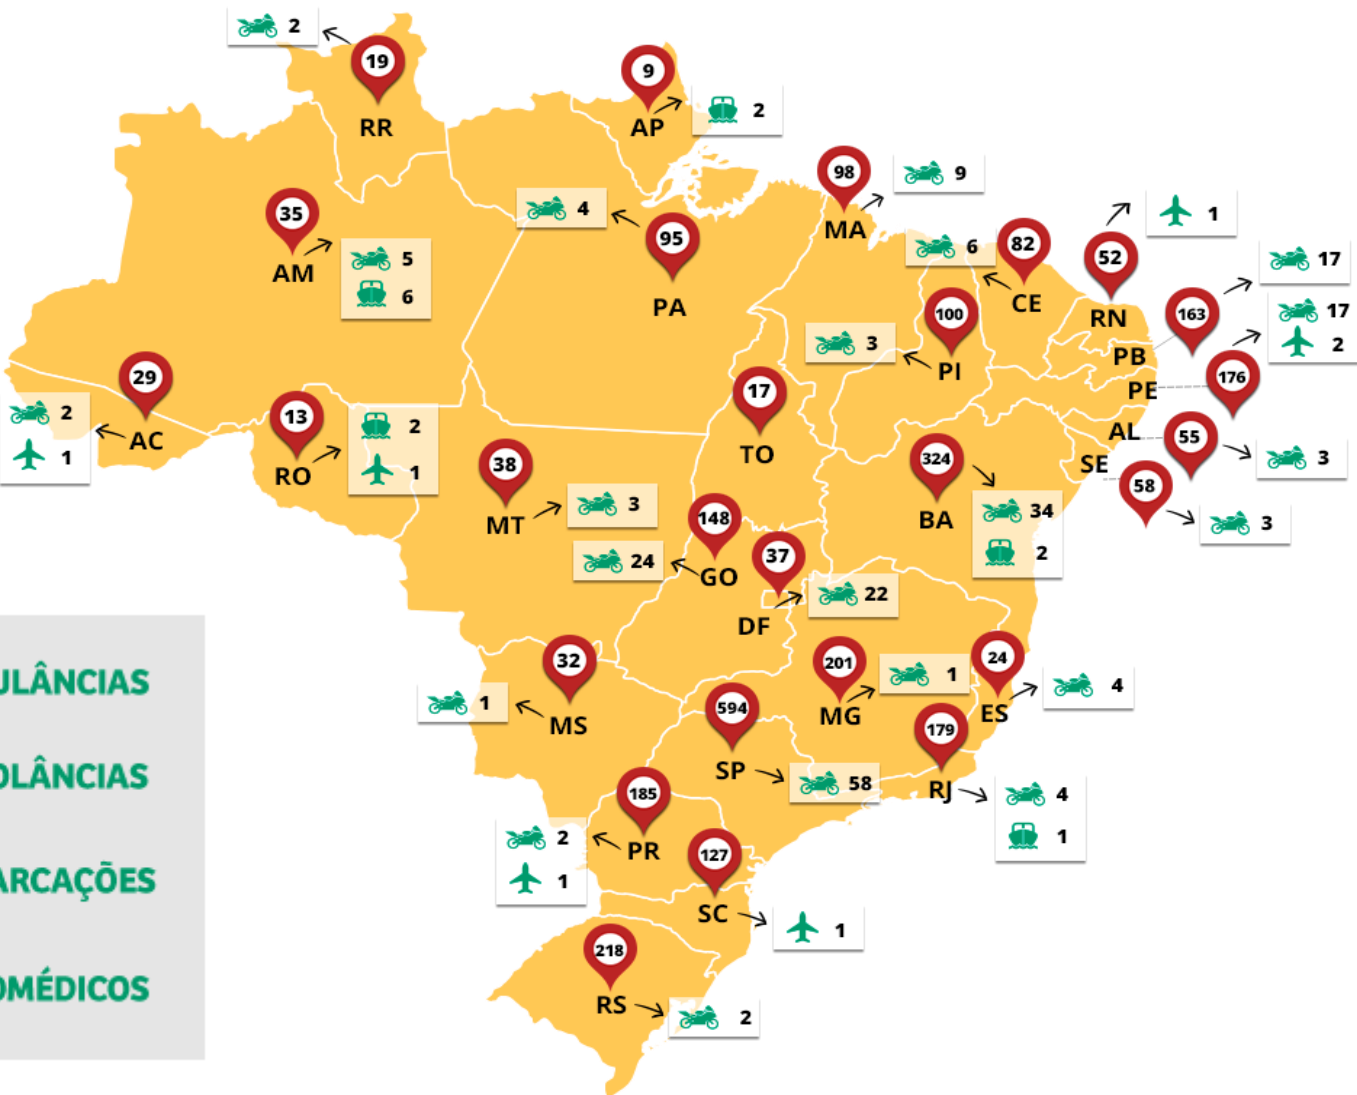 2
19
RR
9
AP
2
98
MA
9
4
95
PA
35
AM
5
6
6
82
CE
1
52
RN
17
163
PB
17
2
176
PE
100
PI
3
29
AC
2
1
13
RO
2
1
17
TO
AL
55
3
SE
58
3
38
MT
3
324
BA
34
2
148
GO
24
37
DF
22
32
MS
1
201
MG
1
24
ES
4
594
SP
58
179
RJ
4
1
185
PR
2
1
127
SC
1
218
RS
2
ULÂNCIAS
OLÂNCIAS
ARCAÇÕES
OMÉDICOS